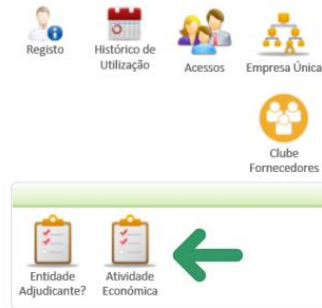 Registo
Histórico de
Utilização
Acessos
Empresa Única
Clube
Fornecedores
Entidade
Adjudicante?
Atividade
Económica